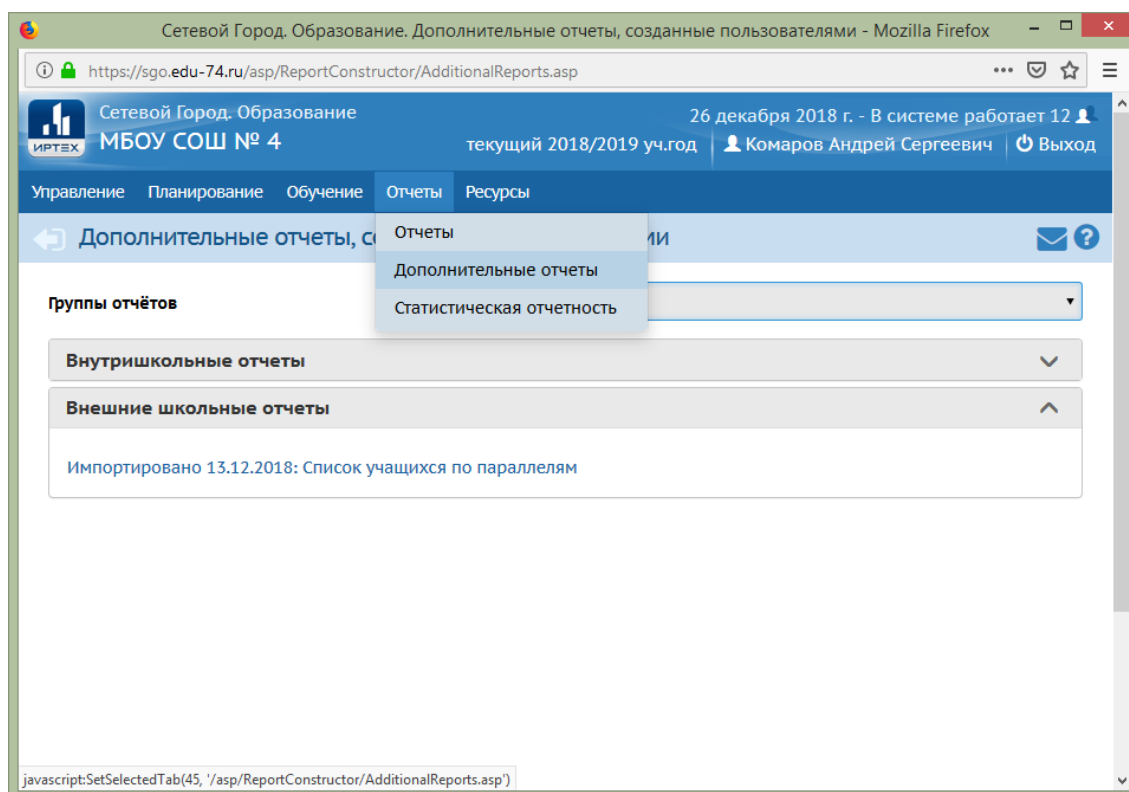 Сетевой Город. Образование. Дополнительные отчеты, созданные пользователями - Mozilla Firefox
https://sgo.edu-74.ru/asp/ReportConstructor/AdditionalReports.asp
Сетевой Город. Образование
26 декабря 2018 г. - В системе работает 12
ИРТЕХ
МБОУ СОШ № 4
текущий 2018/2019 уч.год
Комаров Андрей Сергеевич
Выход
Управление Планирование Обучение Отчеты Ресурсы
Дополнительные отчеты, с
ии
Отчеты
Дополнительные отчеты
Статистическая отчетность
Группы отчётов
Внутришкольные отчеты
Внешние школьные отчеты
Импортировано 13.12.2018: Список учащихся по параллелям
javascript:SetSelectedTab(45, '/asp/ReportConstructor/AdditionalReports.asp')